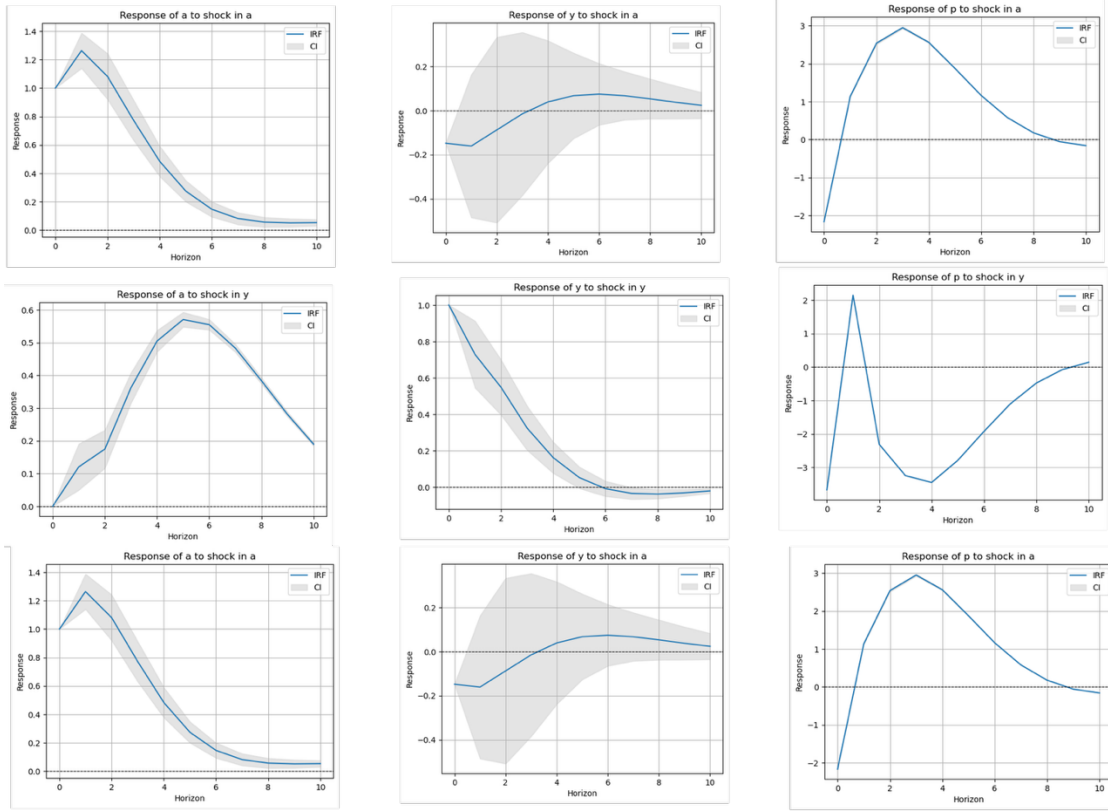 Response of a to shock in a
1.4
1.2
1.0
0.8
0.6
0.4
0.2
0.0
Response
0 2 4 6 8 10
Horizon
IRF
CI
Response of y to shock in a
0.2
0.0
−0.2
−0.4
Response
0 2 4 6 8 10
Horizon
IRF
CI
Response of p to shock in a
3
2
1
0
−1
−2
Response
0 2 4 6 8 10
Horizon
IRF
CI
Response of a to shock in y
0.6
0.5
0.4
0.3
0.2
0.1
0.0
Response
0 2 4 6 8 10
Horizon
IRF
CI
Response of y to shock in y
1.0
0.8
0.6
0.4
0.2
0.0
Response
0 2 4 6 8 10
Horizon
IRF
CI
Response of p to shock in y
2
1
0
−1
−2
−3
Response
0 2 4 6 8 10
Horizon
IRF
CI
Response of a to shock in a
1.4
1.2
1.0
0.8
0.6
0.4
0.2
0.0
Response
0 2 4 6 8 10
Horizon
IRF
CI
Response of y to shock in a
0.2
0.0
−0.2
−0.4
Response
0 2 4 6 8 10
Horizon
IRF
CI
Response of p to shock in a
3
2
1
0
−1
−2
Response
0 2 4 6 8 10
Horizon
IRF
CI